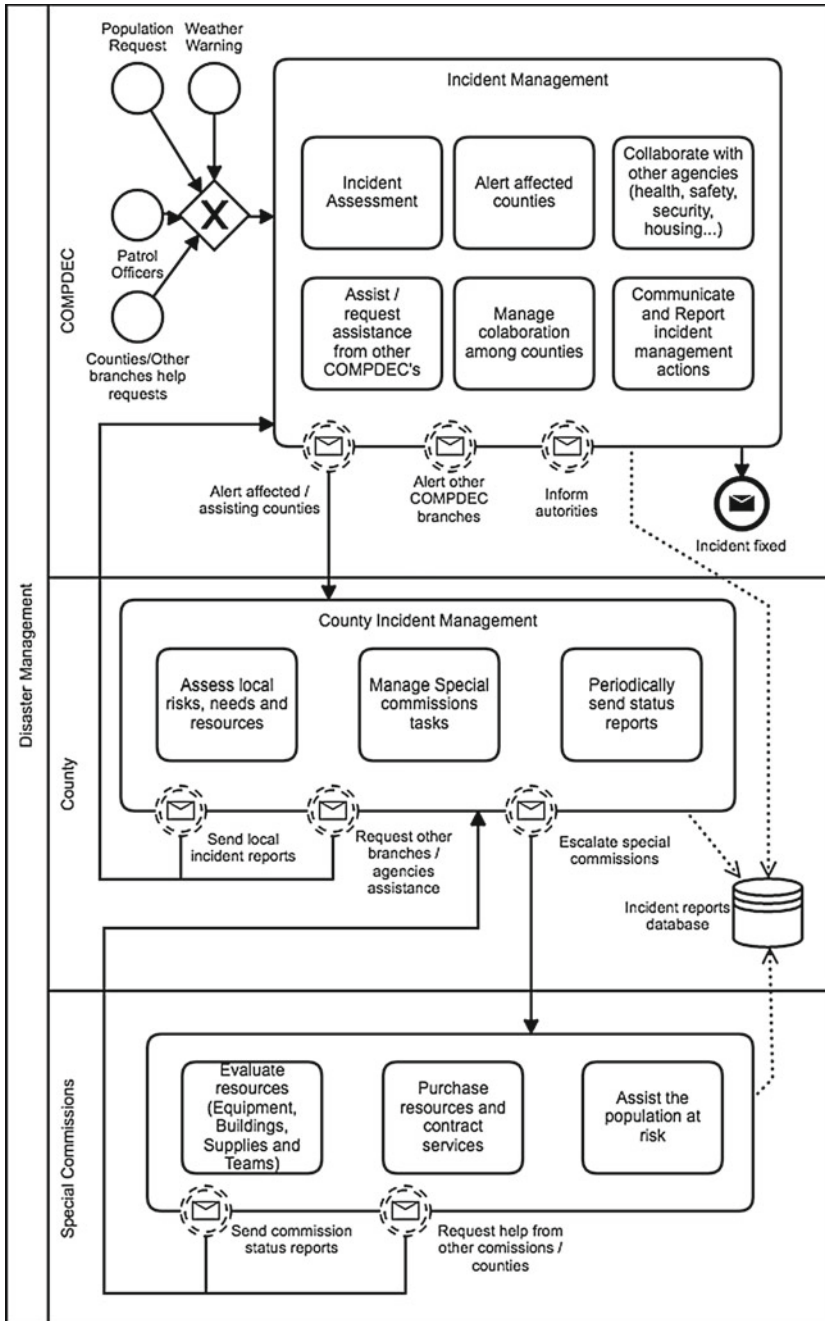 Disaster Management
COMPDEC
Population
Request
Weather
Warning
Patrol
Officers
Counties/Other
branches help
requests
X
Incident Management
Incident
Assessment
Alert affected
counties
Collaborate with
other agencies
(health, safety,
security,
housing...)
Assist /
request
assistance
from other
COMPDEC's
Manage
colaboration
among counties
Communicate
and Report
incident
management
actions
Alert affected /
assisting counties
Alert other
COMPDEC
branches
Inform
autorities
Incident fixed
County
County Incident Management
Assess local
risks, needs and
resources
Manage Special
commissions
tasks
Periodically
send status
reports
Send local
incident reports
Request other
branches /
agencies
assistance
Escalate special
commissions
Incident reports
database
Special Commissions
Evaluate
resources
(Equipment,
Buildings,
Supplies and
Teams)
Purchase
resources and
contract
services
Assist the
population at
risk
Send commission
status reports
Request help from
other comissions /
counties